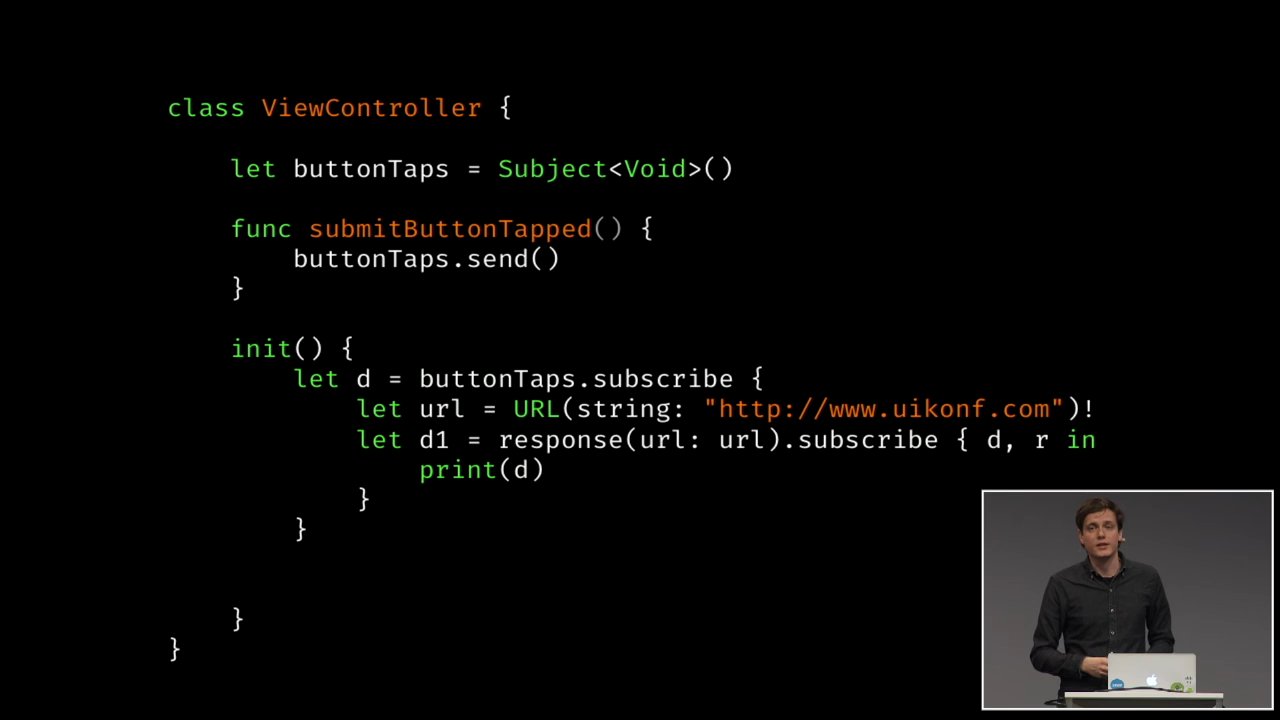 class ViewController {
let buttonTaps = Subject<Void>()
func submitButtonTapped() {
buttonTaps.send()
}
init() {
let d = buttonTaps.subscribe {
let url = URL(string: "http://www.uikonf.com")!
let d1 = response(url: url).subscribe { d, r in
print(d)
}
}
}
}